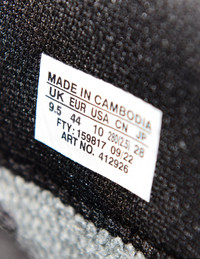 MADE IN CAMBODIA
UK EUR USA CN JP
9.5 44 10 280(2.5) 28
FTY: 159817 09/22
ART NO. 412926